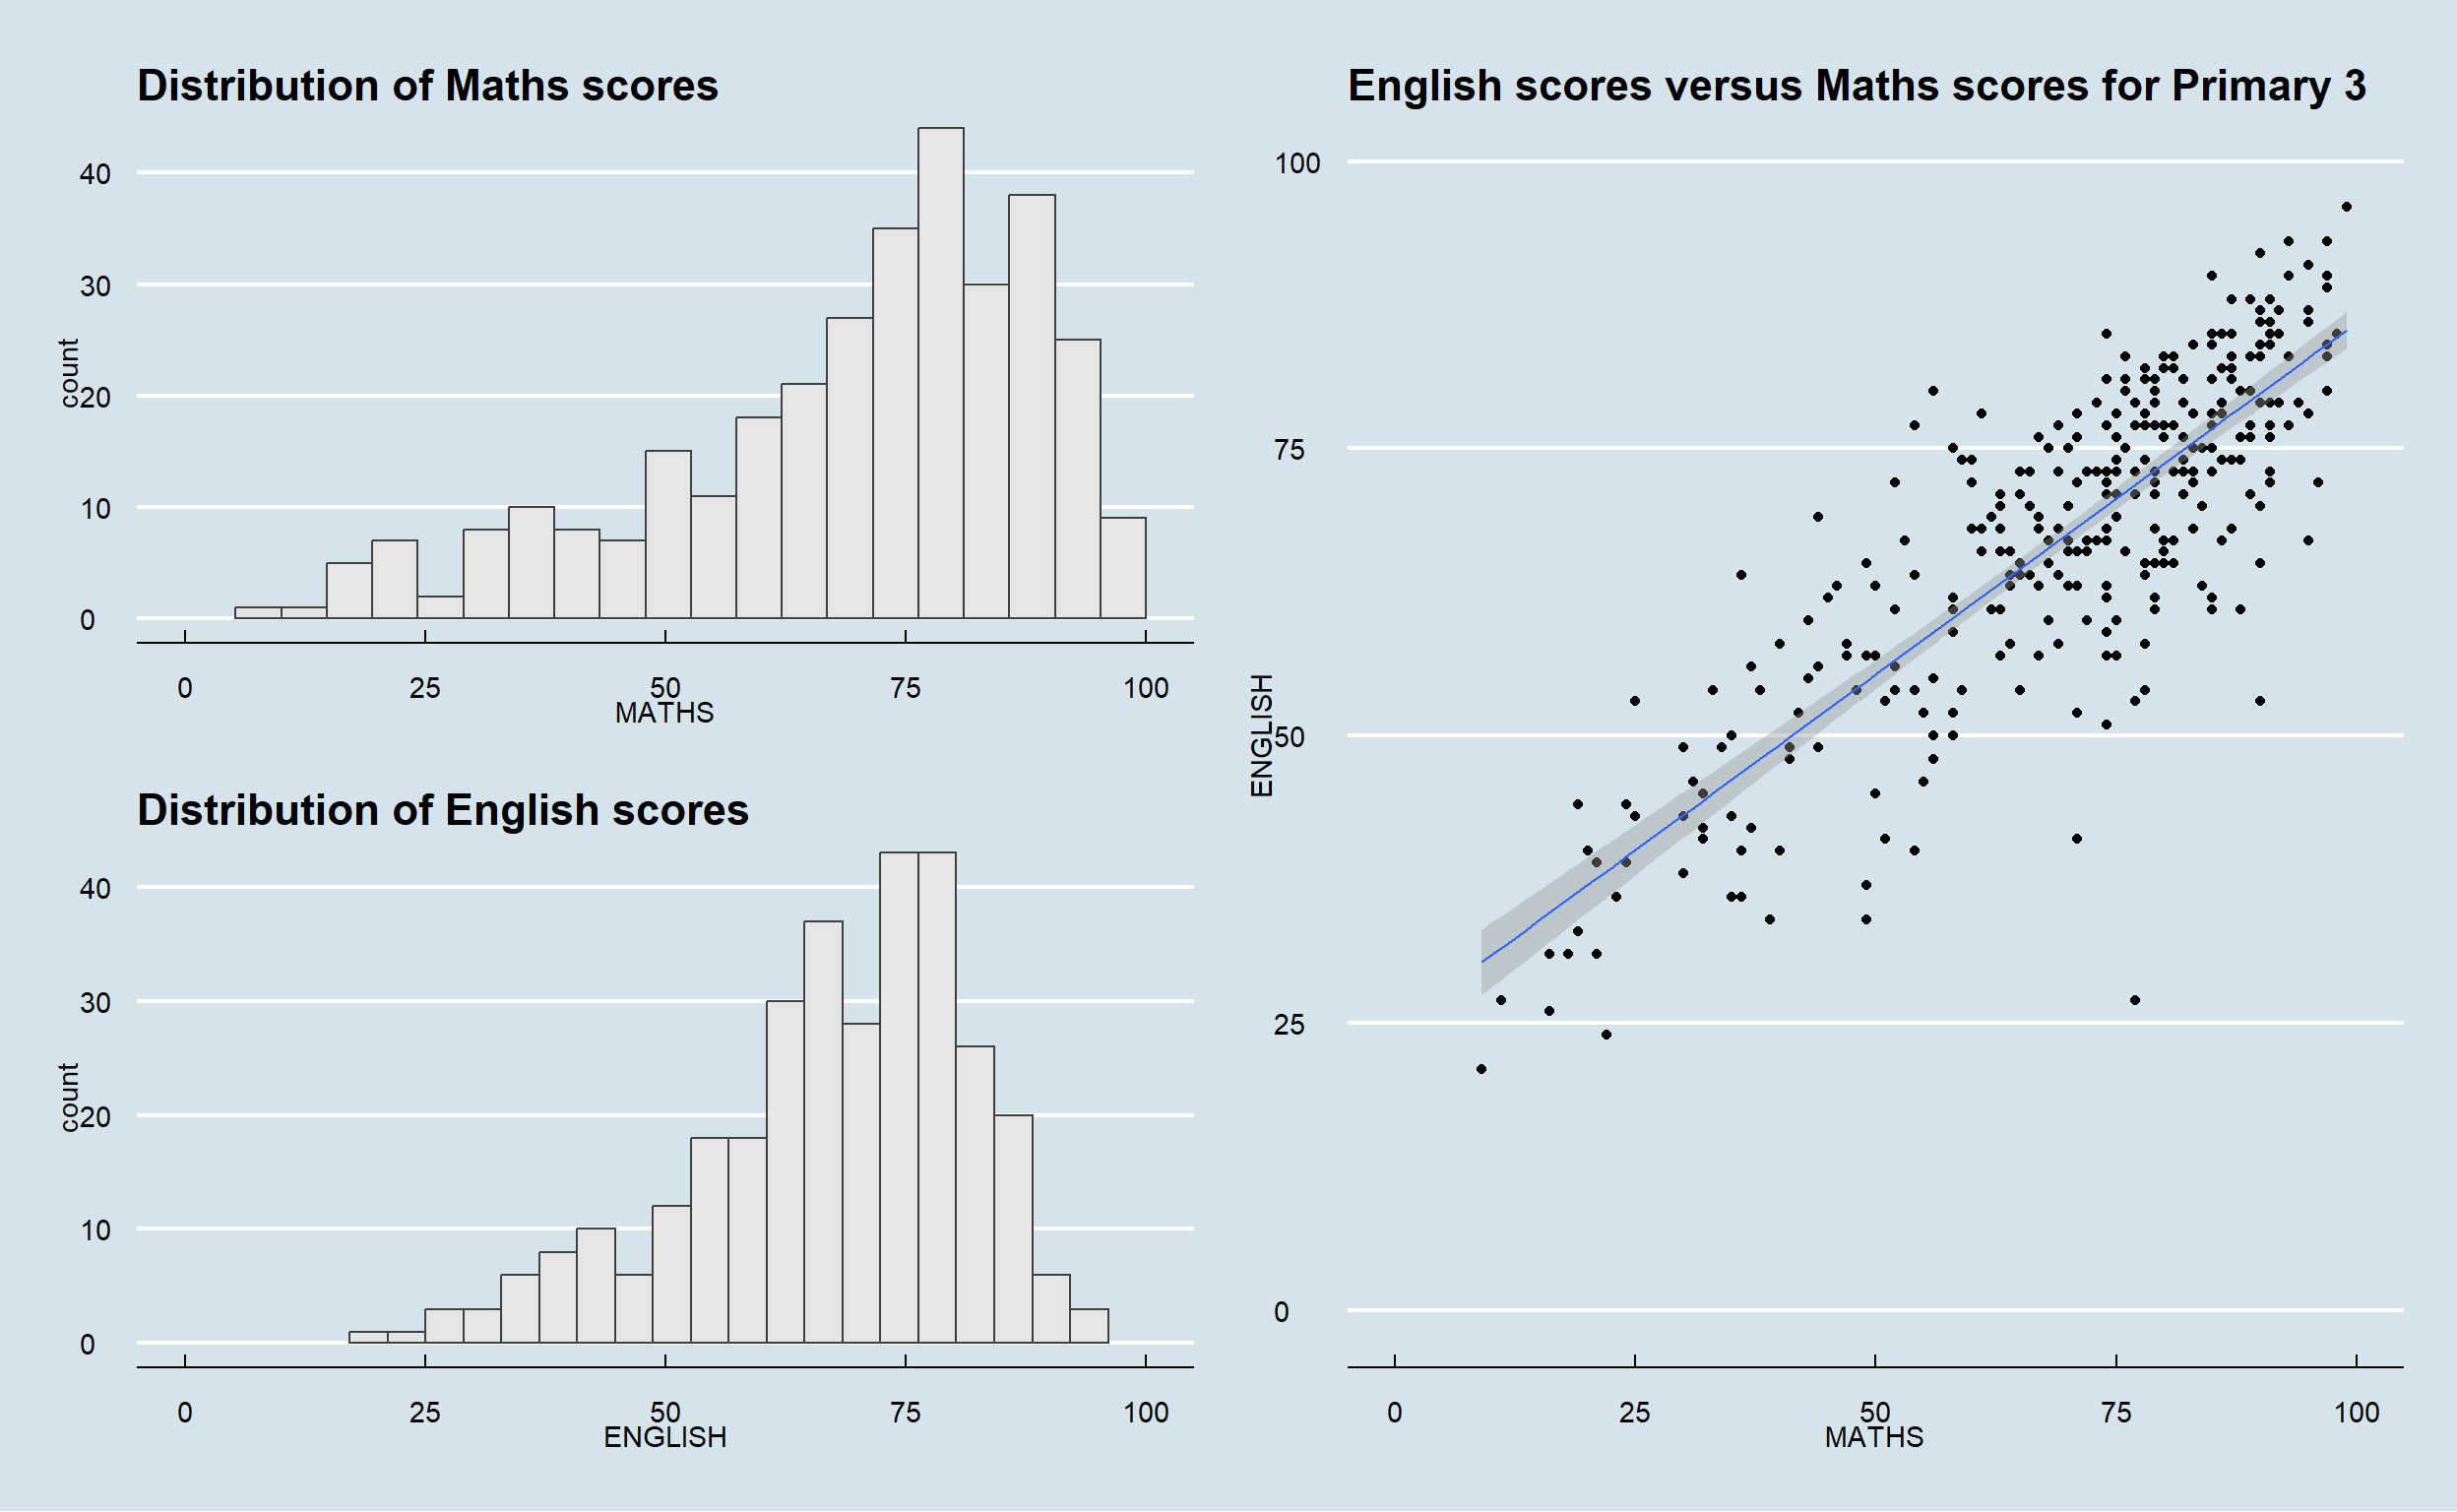 Distribution of Maths scores
40
30
20
10
0
count
0 25 50 75 100
MATHS
Distribution of English scores
40
30
20
10
0
count
0 25 50 75 100
ENGLISH
English scores versus Maths scores for Primary 3
100
75
50
25
0
ENGLISH
0 25 50 75 100
MATHS